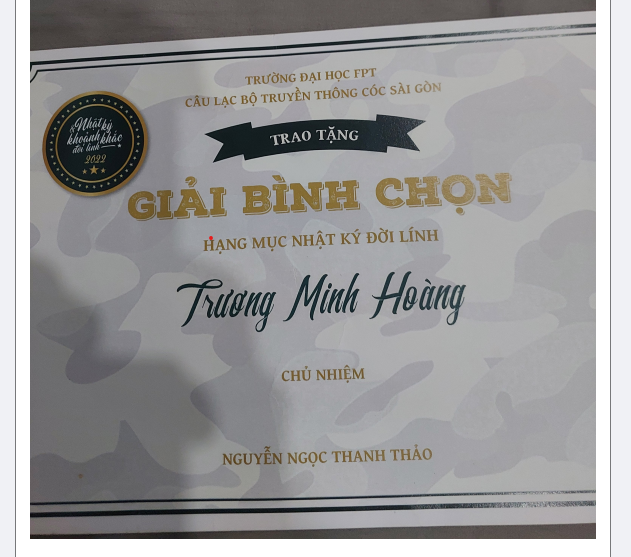 TRƯỜNG ĐẠI HỌC FPT
CÂU LẠC BỘ TRUYỀN THÔNG CÓC SÀI GÒN
Nhật ký
& khoảnh khắc
đời lính
2022
TRAO TẶNG
GIẢI BÌNH CHỌN
HẠNG MỤC NHẬT KÝ ĐỜI LÍNH
Trương Minh Hoàng
CHỦ NHIỆM
NGUYỄN NGỌC THANH THẢO